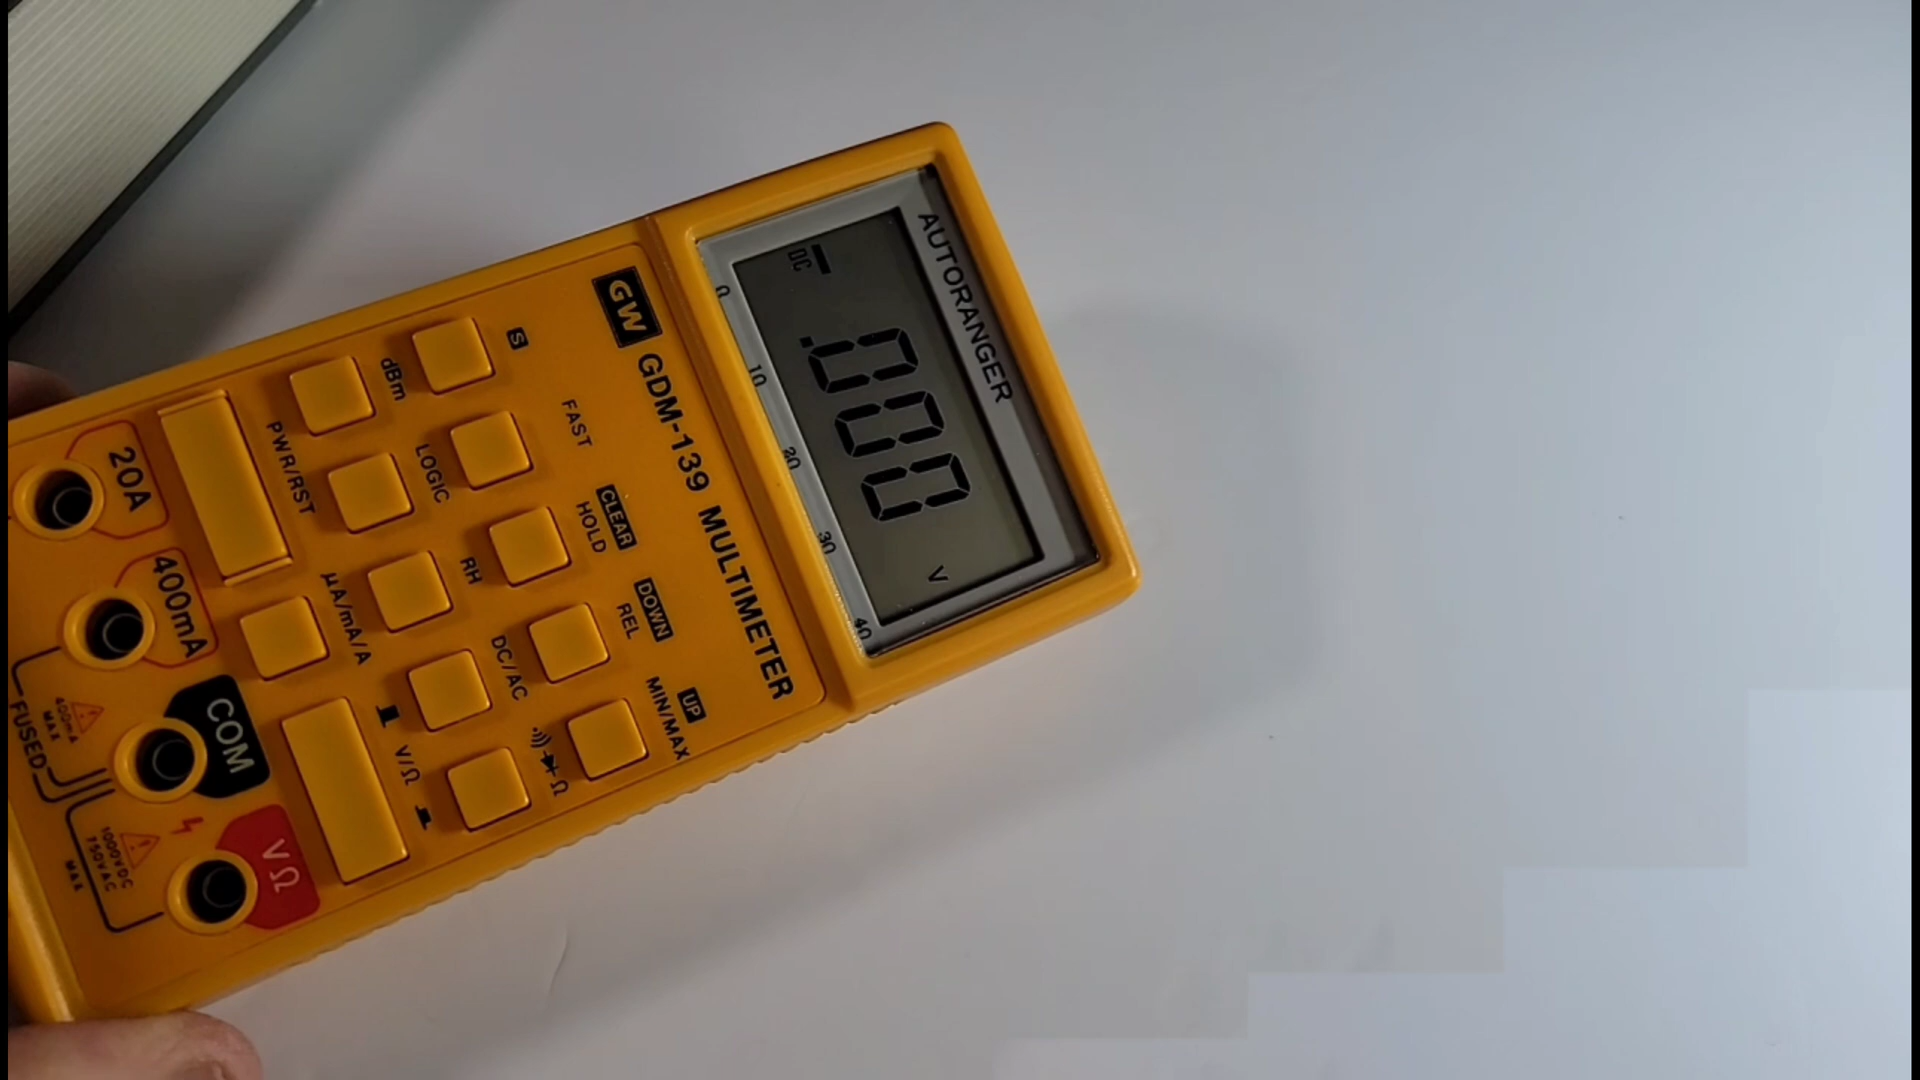 AUTORANGER
DC
.000
V
0
10
20
30
40
GW
GDM-139 MULTIMETER
S
FAST
CLEAR
HOLD
DOWN
REL
UP
MIN/MAX
dBm
LOGIC
RH
DC/AC
Ω
PWR/RST
µA/mA/A
V/Ω
20A
400mA
COM
VΩ
400mA
MAX
FUSED
1000VDC
750VAC
MAX